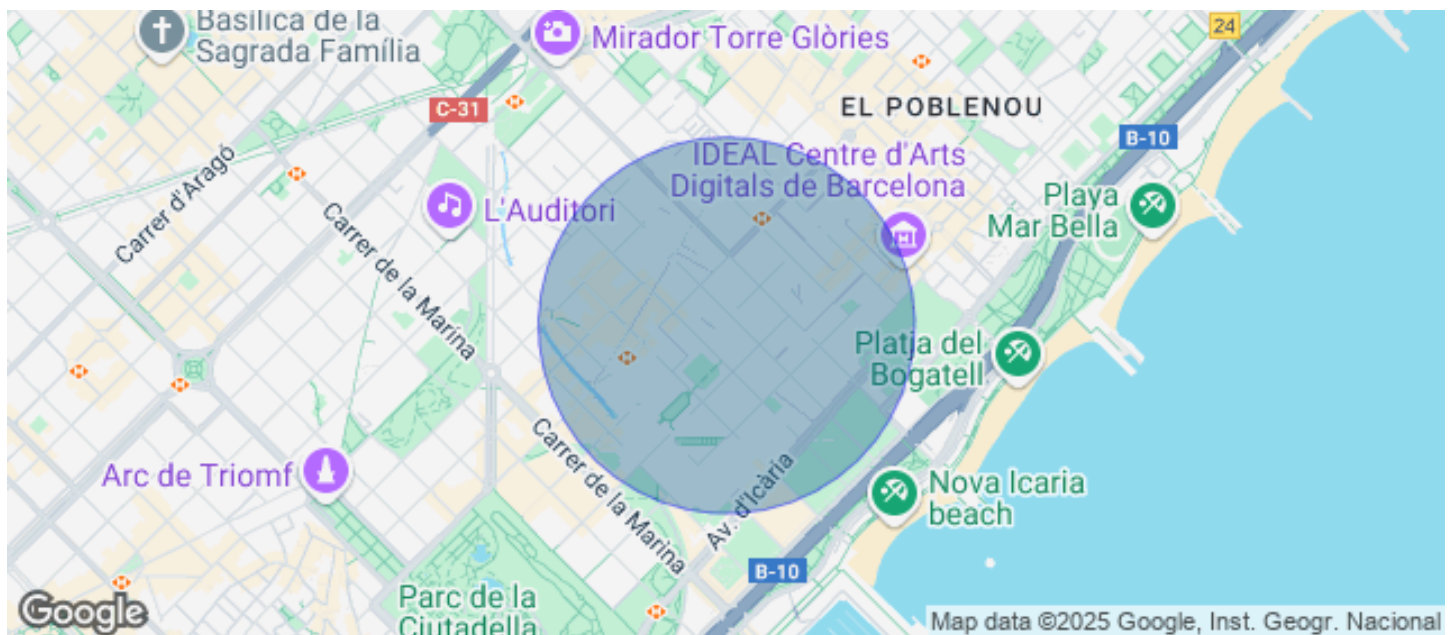 Basílica de la
Sagrada Família
Mirador Torre Glòries
24
C-31
EL POBLENOU
B-10
IDEAL Centre d'Arts
Digitals de Barcelona
Carrer d'Aragó
L'Auditori
Playa
Mar Bella
Carrer de la Marina
Platja del
Bogatell
Arc de Triomf
Carrer de la Marina
Av. d'Icària
Nova Icaria
beach
B-10
Parc de la
Ciutadella
Google
Map data ©2025 Google, Inst. Geogr. Nacional